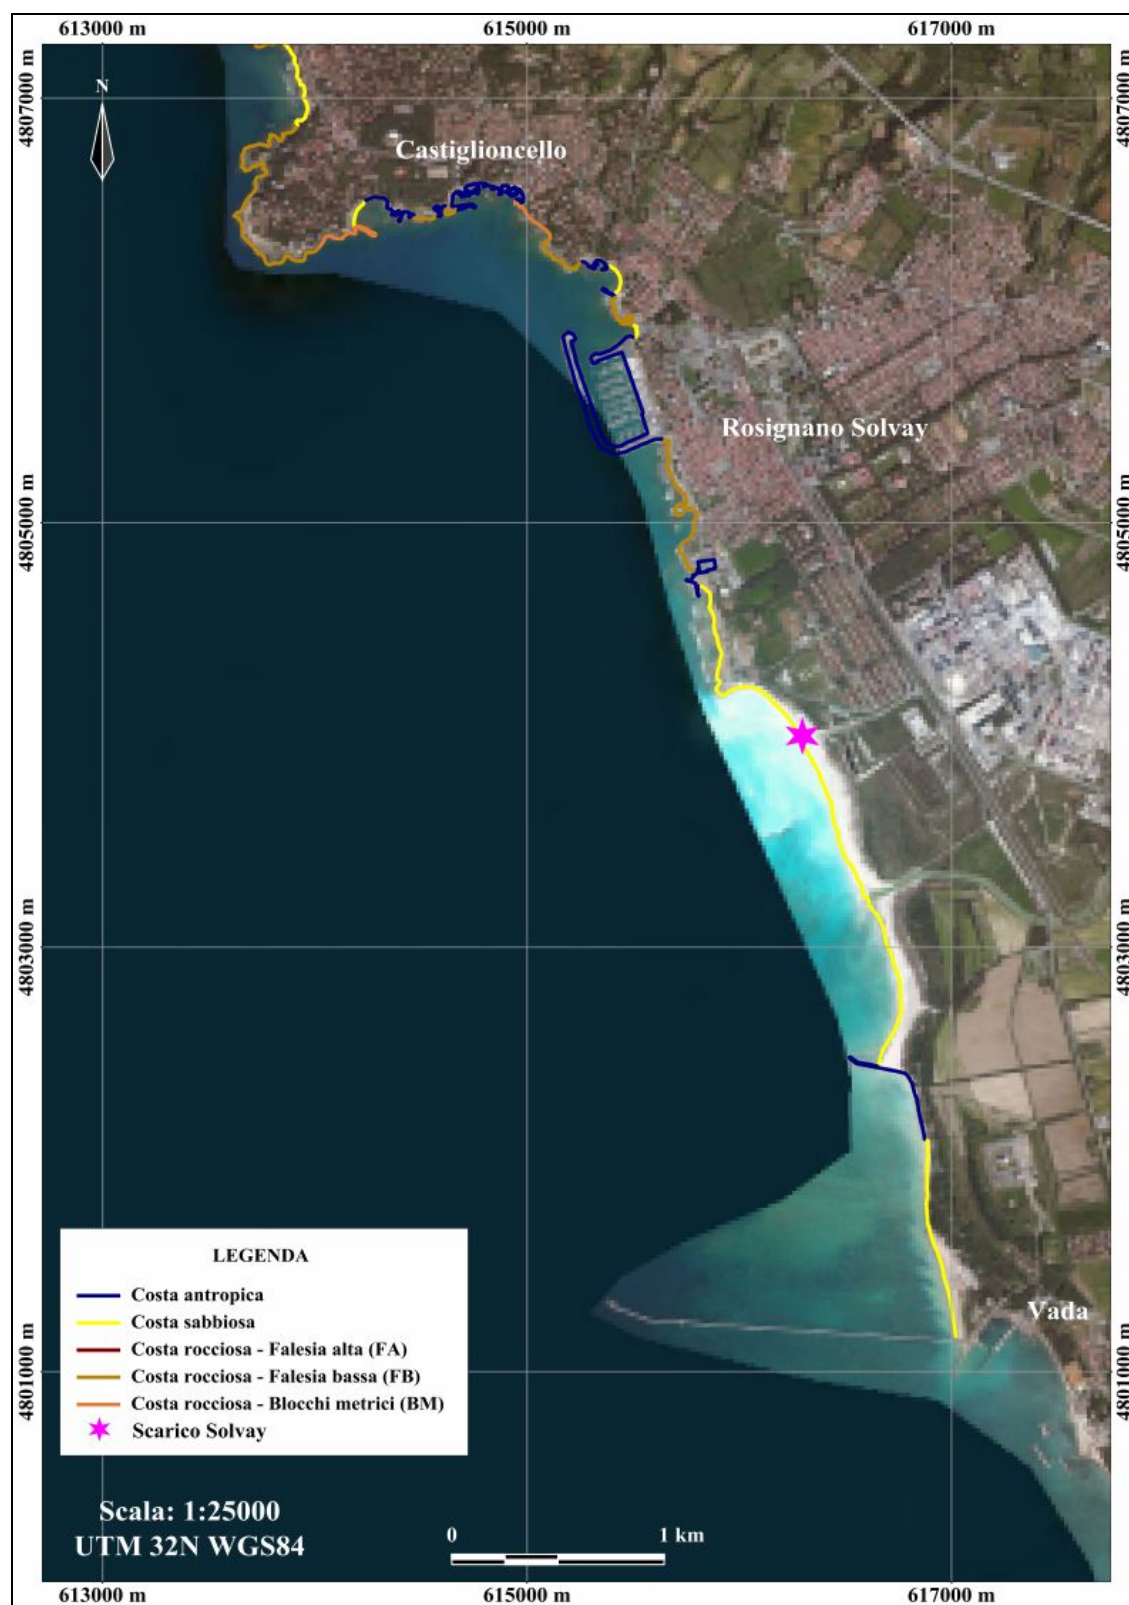 613000 m 615000 m 617000 m
4807000 m
4807000 m
N
Castiglioncello
Rosignano Solvay
4805000 m
4805000 m
4803000 m
4803000 m
LEGENDA
Costa antropica
Costa sabbiosa
Costa rocciosa - Falesia alta (FA)
Costa rocciosa - Falesia bassa (FB)
Costa rocciosa - Blocchi metrici (BM)
Scarico Solvay
Vada
4801000 m
4801000 m
Scala: 1:25000
UTM 32N WGS84
0 1 km
613000 m 615000 m 617000 m